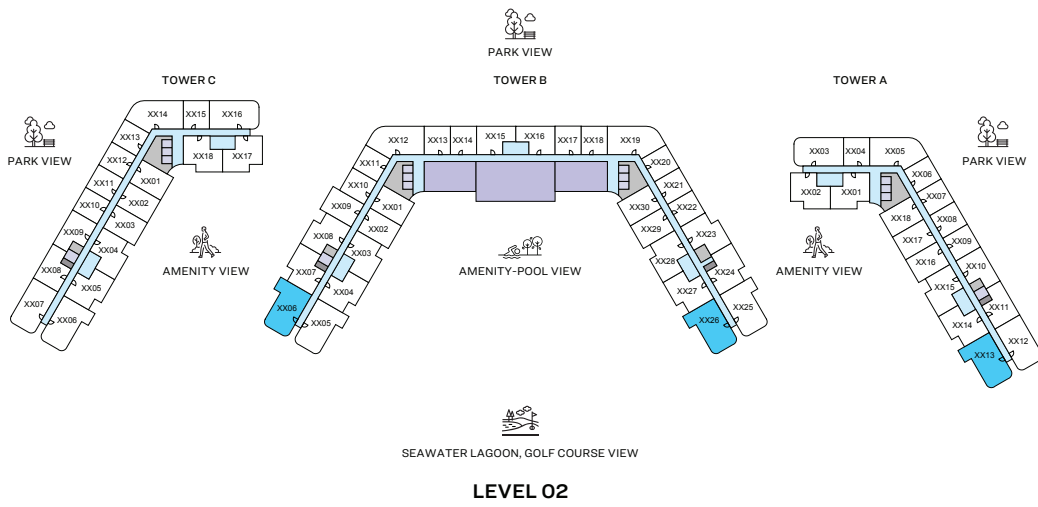 PARK VIEW
TOWER C
TOWER B
TOWER A
PARK VIEW
PARK VIEW
XX14
XX15
XX16
XX13
XX12
XX11
XX10
XX09
XX08
XX07
XX06
XX05
XX04
XX03
XX02
XX01
XX18
XX17
AMENITY VIEW
XX12
XX13
XX14
XX15
XX16
XX17
XX18
XX19
XX11
XX10
XX09
XX08
XX07
XX06
XX05
XX04
XX03
XX02
XX01
XX20
XX21
XX22
XX23
XX24
XX25
XX26
XX27
XX28
XX29
XX30
AMENITY-POOL VIEW
XX03
XX04
XX05
XX02
XX01
XX06
XX07
XX08
XX09
XX10
XX11
XX12
XX13
XX14
XX15
XX16
XX17
XX18
AMENITY VIEW
SEAWATER LAGOON, GOLF COURSE VIEW
LEVEL 02